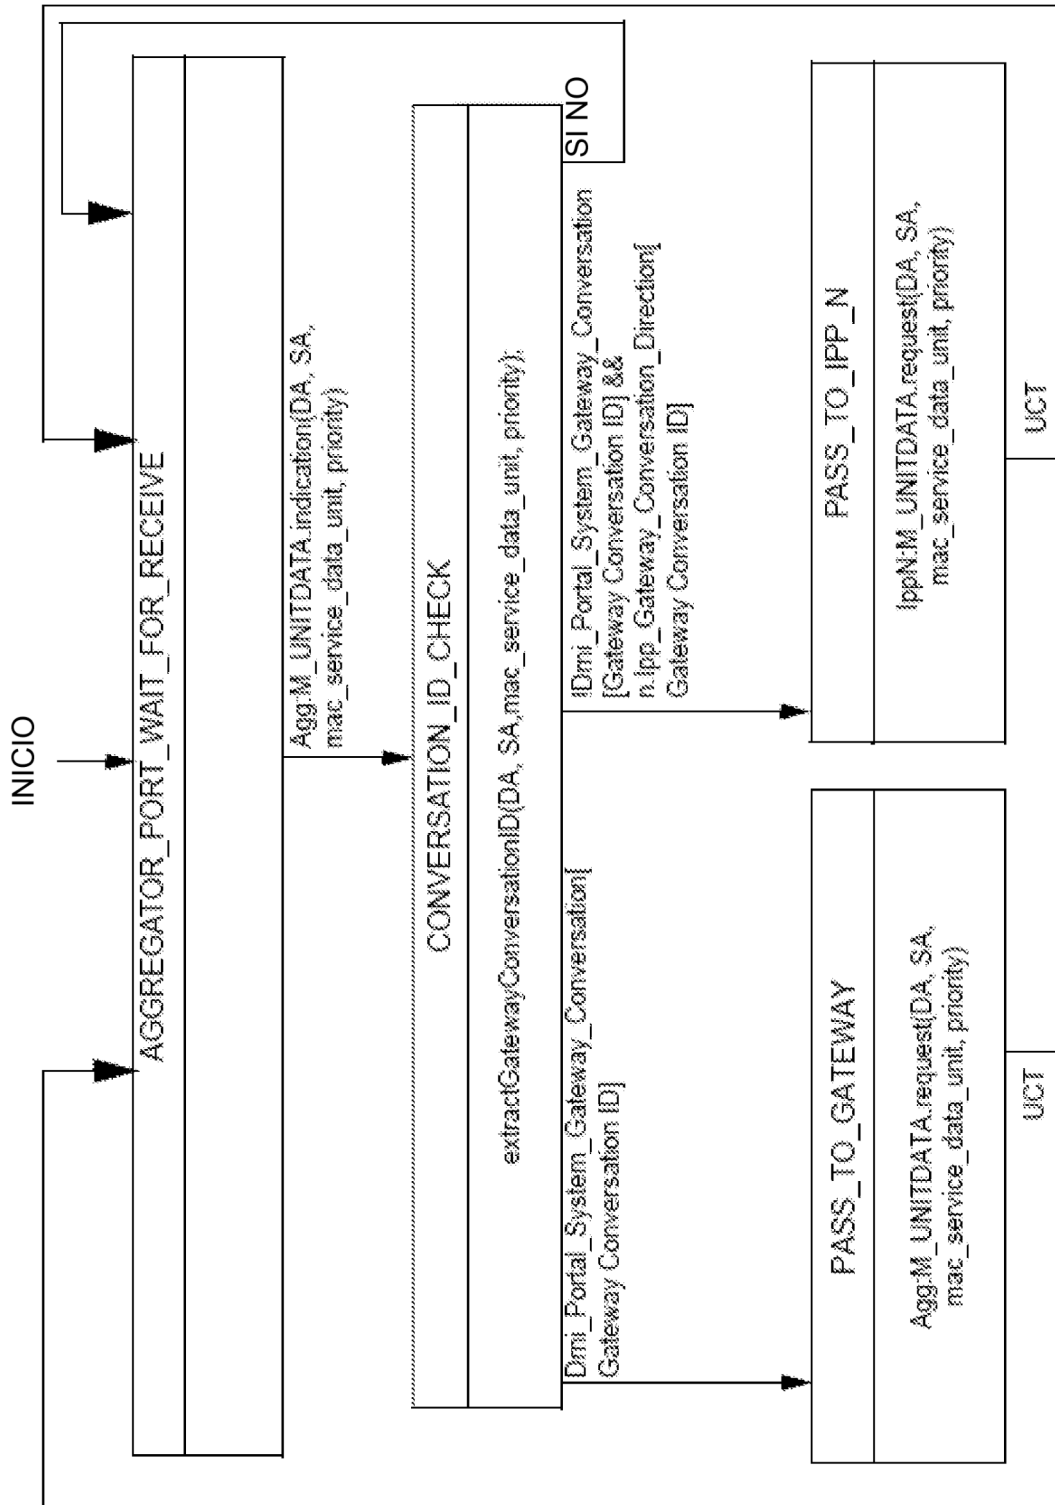 INICIO
AGGREGATOR_PORT_WAIT_FOR_RECEIVE
Agg:M_UNITDATA.indication(DA, SA,
mac_service_data_unit, priority)
CONVERSATION_ID_CHECK
extractGatewayConversationID(DA, SA,mac_service_data_unit, priority);
Drni_Portal_System_Gateway_Conversation[
Gateway Conversation ID]
!Drni_Portal_System_Gateway_Conversation
[Gateway Conversation ID] &&
n.Ipp_Gateway_Conversation_Direction[
Gateway Conversation ID]
SI NO
PASS_TO_GATEWAY
Agg:M_UNITDATA.request(DA, SA,
mac_service_data_unit, priority)
UCT
PASS_TO_IPP_N
IppN:M_UNITDATA.request(DA, SA,
mac_service_data_unit, priority)
UCT